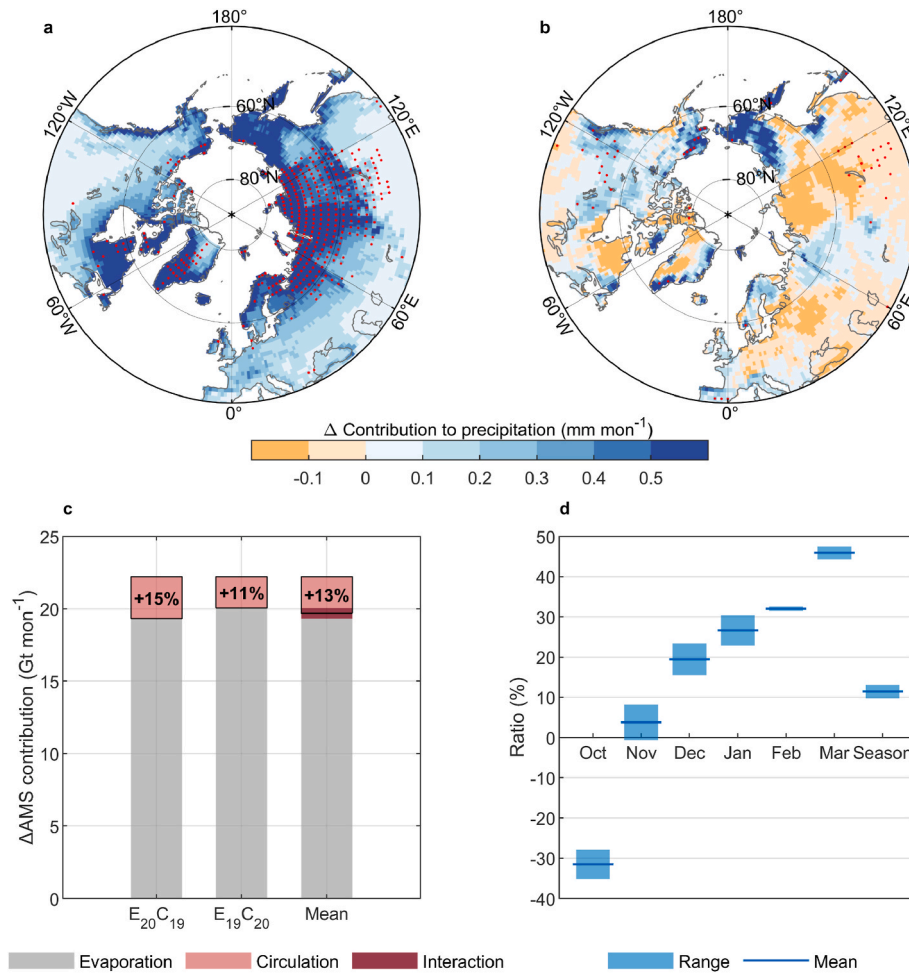 a
180°
120°W
60°N
120°E
80°N
60°W
60°E
0°
b
180°
120°W
60°N
120°E
80°N
60°W
60°E
0°
Δ Contribution to precipitation (mm mon⁻¹)
-0.1 0 0.1 0.2 0.3 0.4 0.5
c
ΔAMS contribution (Gt mon⁻¹)
25
20
15
10
5
0
+15% +11% +13%
E₂₀C₁₉ E₁₉C₂₀ Mean
Evaporation Circulation Interaction
d
Ratio (%)
50
40
30
20
10
0
-10
-20
-30
-40
Oct Nov Dec Jan Feb Mar Season
Range Mean